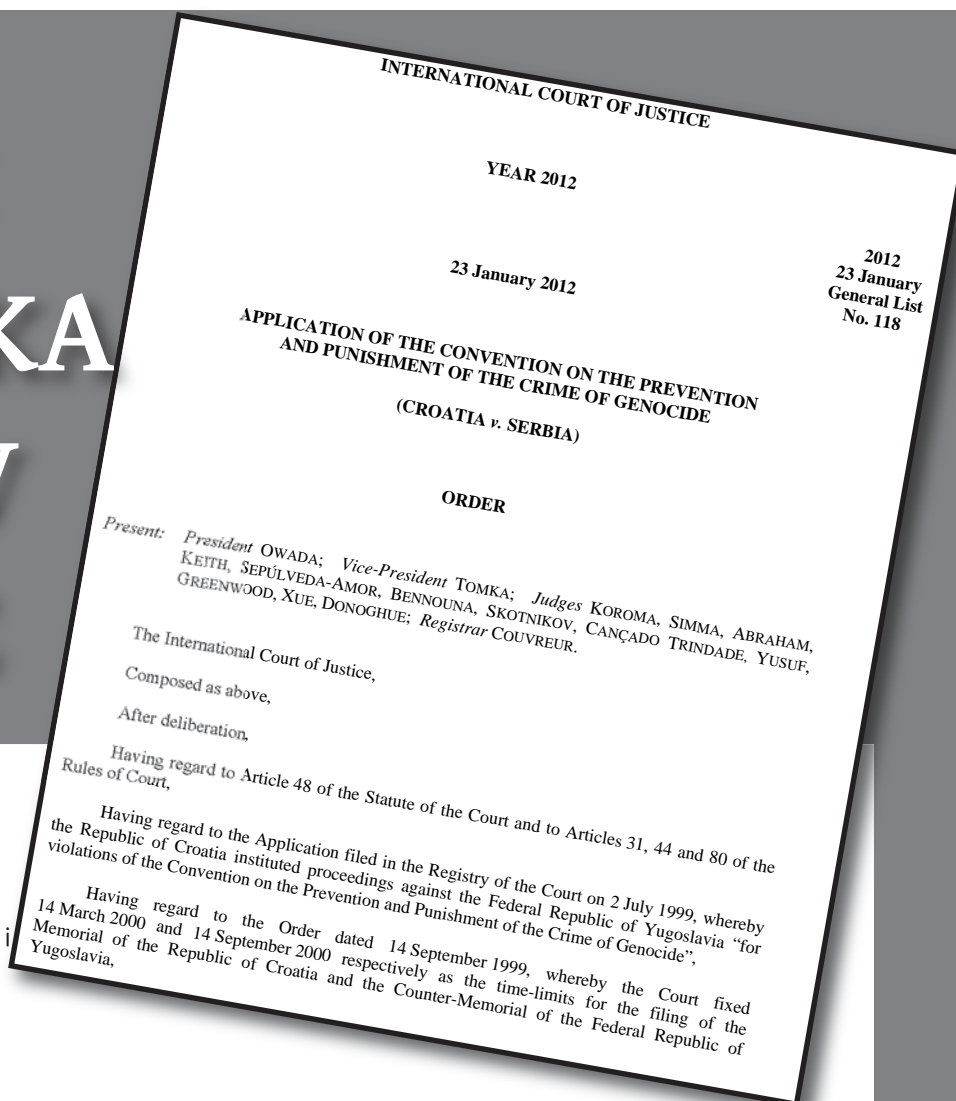 INTERNATIONAL COURT OF JUSTICE
YEAR 2012
2012
23 January
General List
No. 118
23 January 2012
APPLICATION OF THE CONVENTION ON THE PREVENTION
AND PUNISHMENT OF THE CRIME OF GENOCIDE
(CROATIA v. SERBIA)
ORDER
Present: President OWADA; Vice-President TOMKA; Judges KOROMA, SIMMA, ABRAHAM,
KEITH, SEPÚLVEDA-AMOR, BENNOUNA, SKOTNIKOV, CANÇADO TRINDADE, YUSUF,
GREENWOOD, XUE, DONOGHUE; Registrar COUVREUR.
The International Court of Justice,
Composed as above,
After deliberation,
Having regard to Article 48 of the Statute of the Court and to Articles 31, 44 and 80 of the
Rules of Court,
Having regard to the Application filed in the Registry of the Court on 2 July 1999, whereby
the Republic of Croatia instituted proceedings against the Federal Republic of Yugoslavia “for
violations of the Convention on the Prevention and Punishment of the Crime of Genocide”,
Having regard to the Order dated 14 September 1999, whereby the Court fixed
14 March 2000 and 14 September 2000 respectively as the time-limits for the filing of the
Memorial of the Republic of Croatia and the Counter-Memorial of the Federal Republic of
Yugoslavia,
KA